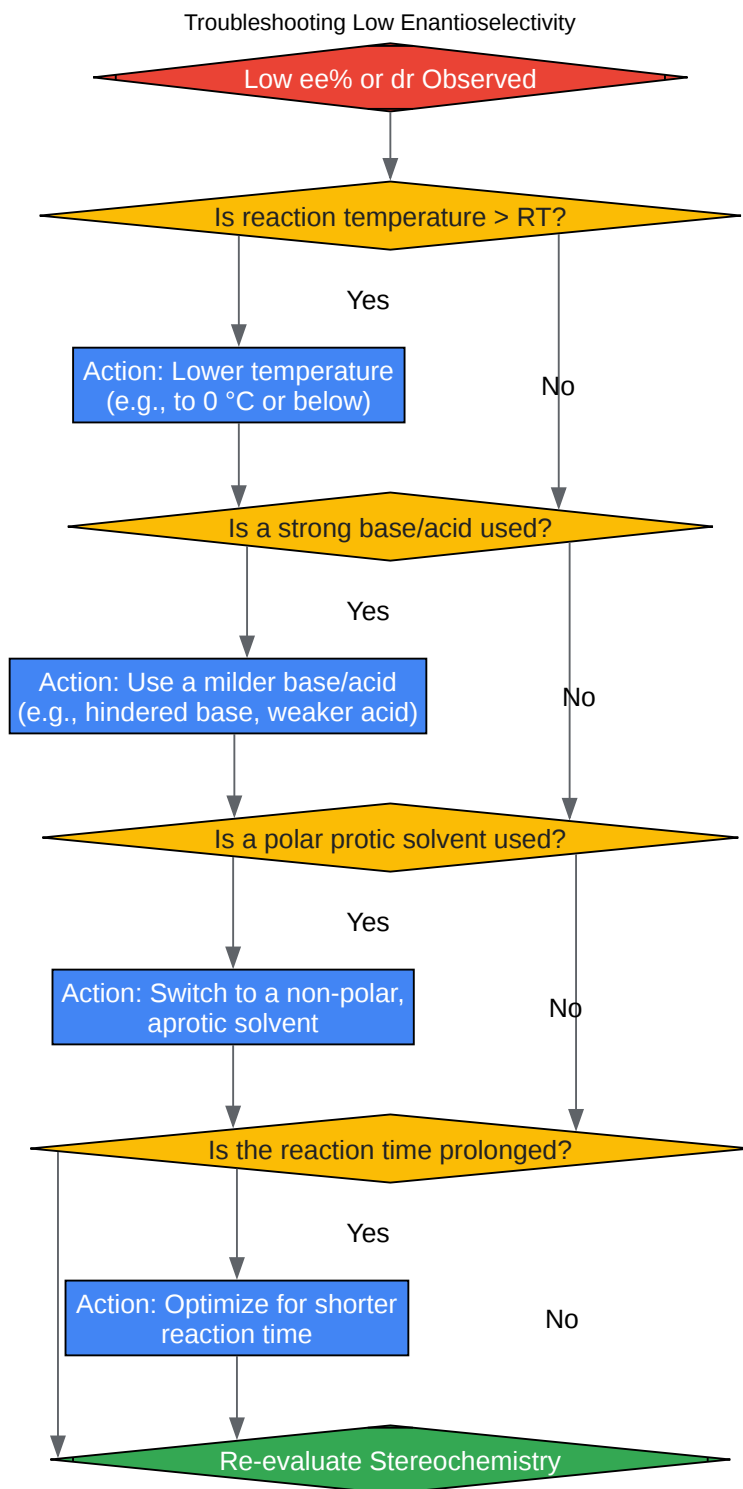 Troubleshooting Low Enantioselectivity
Low ee% or dr Observed
Is reaction temperature > RT?
Yes
Action: Lower temperature
(e.g., to 0 °C or below)
No
Is a strong base/acid used?
Yes
Action: Use a milder base/acid
(e.g., hindered base, weaker acid)
No
Is a polar protic solvent used?
Yes
Action: Switch to a non-polar,
aprotic solvent
No
Is the reaction time prolonged?
Yes
Action: Optimize for shorter
reaction time
No
Re-evaluate Stereochemistry